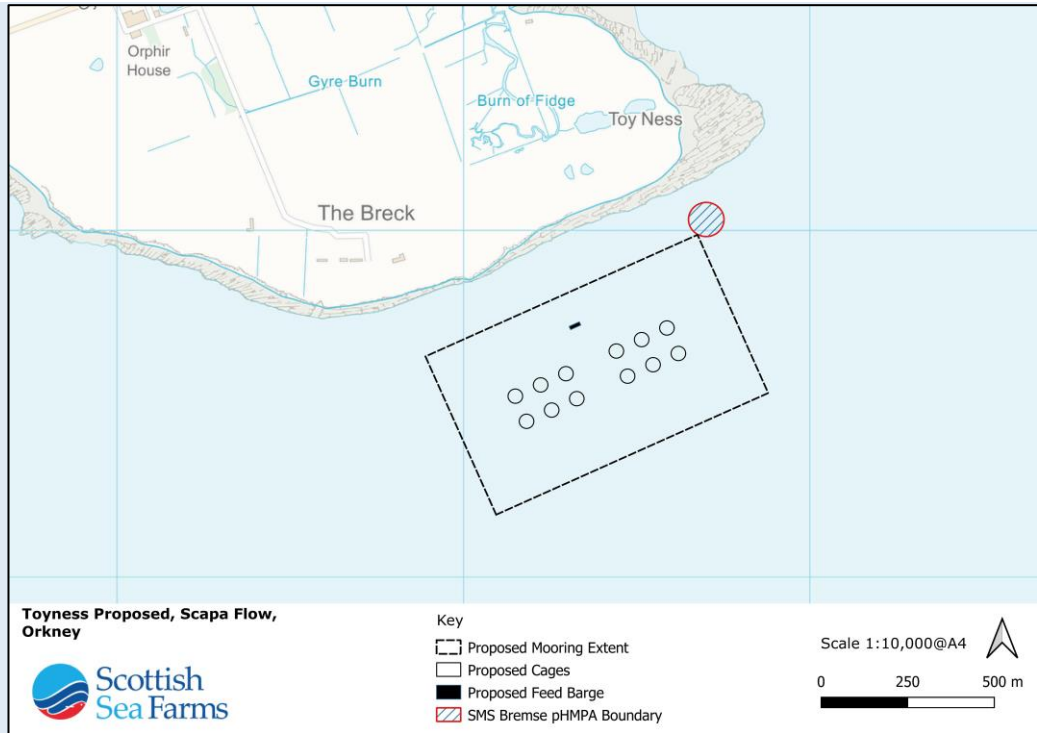 Orphir
House
Gyre Burn
Burn of Fidge
Toy Ness
The Breck
Toyness Proposed, Scapa Flow,
Orkney
Scottish
Sea Farms
Key
Proposed Mooring Extent
Proposed Cages
Proposed Feed Barge
SMS Bremse pHMPA Boundary
Scale 1:10,000@A4
0 250 500 m